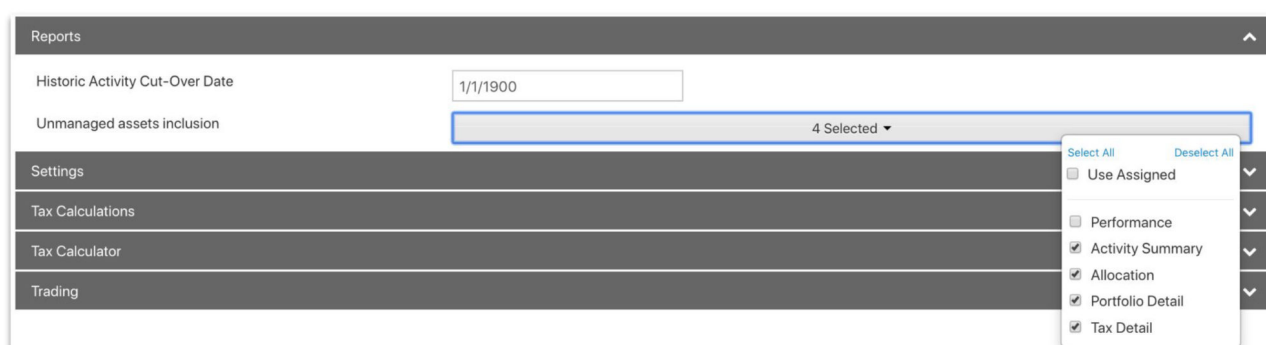 Reports
Historic Activity Cut-Over Date
1/1/1900
Unmanaged assets inclusion
4 Selected
Select All
Deselect All
Use Assigned
Performance
Activity Summary
Allocation
Portfolio Detail
Tax Detail
Settings
Tax Calculations
Tax Calculator
Trading